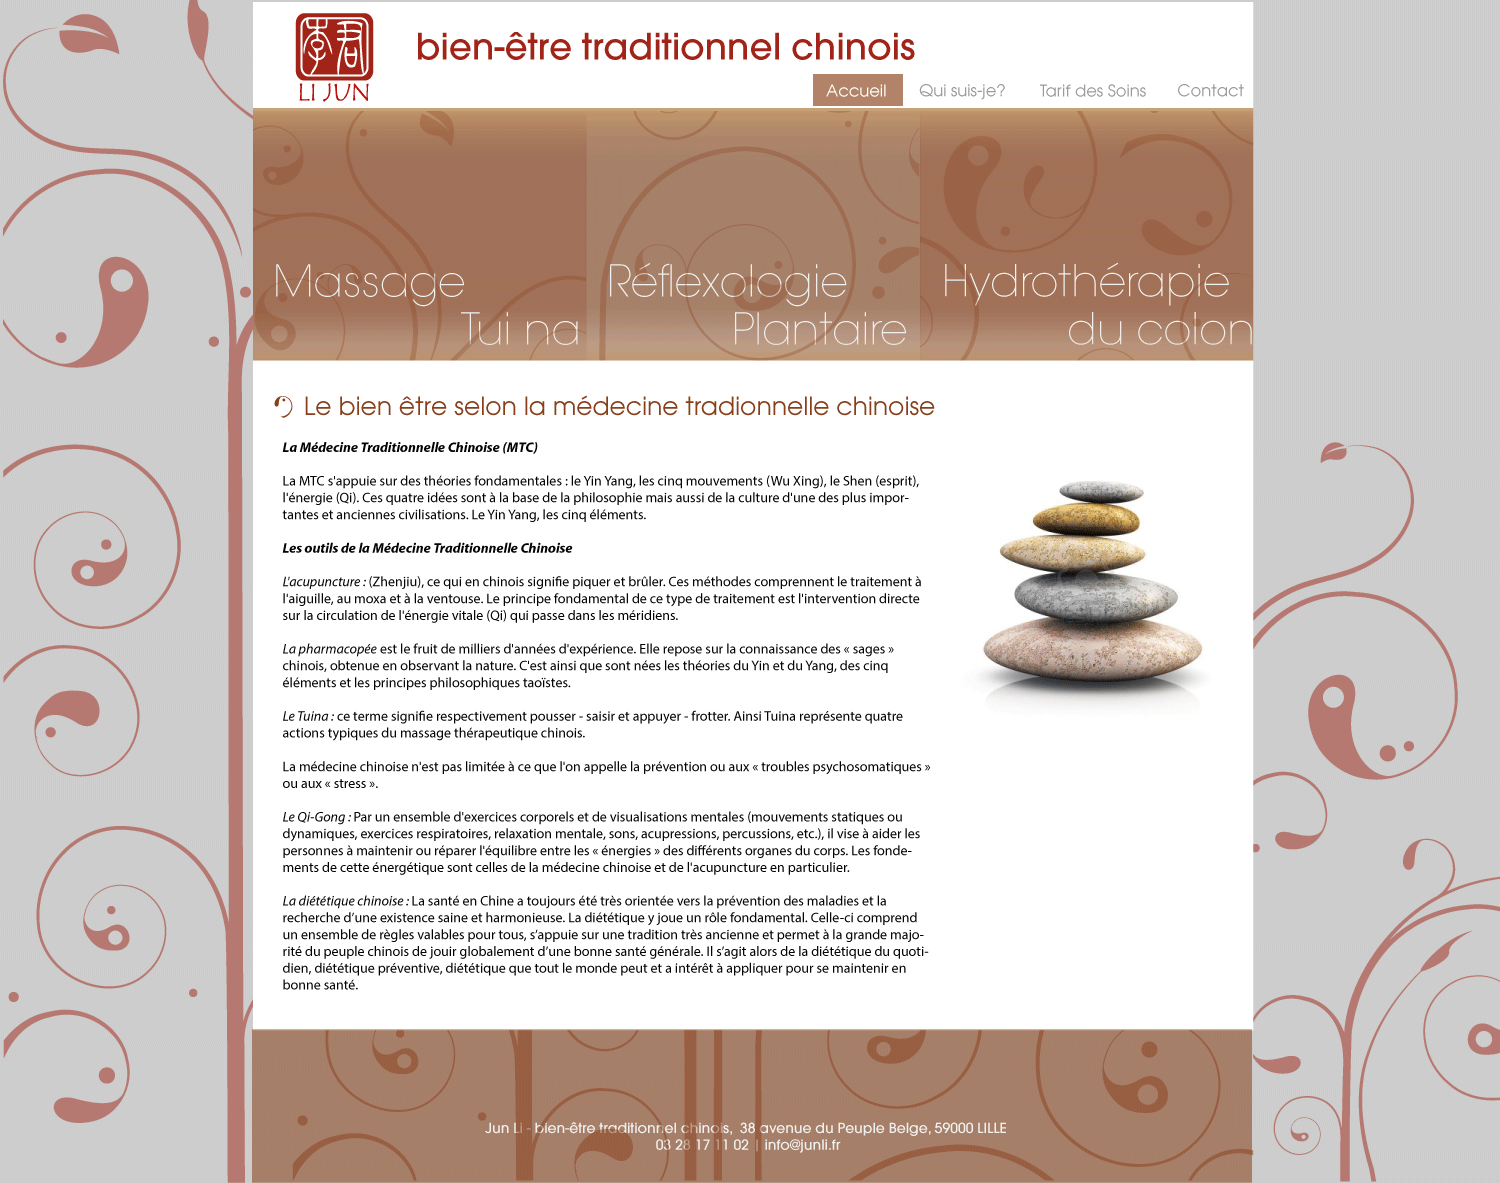 李君
LI JUN
bien-être traditionnel chinois
Accueil
Qui suis-je?
Tarif des Soins
Contact
Massage
Tui na
Réflexologie
Plantaire
Hydrothérapie
du colon
Le bien être selon la médecine tradionnelle chinoise
La Médecine Traditionnelle Chinoise (MTC)
La MTC s'appuie sur des théories fondamentales : le Yin Yang, les cinq mouvements (Wu Xing), le Shen (esprit),
l'énergie (Qi). Ces quatre idées sont à la base de la philosophie mais aussi de la culture d'une des plus impor-
tantes et anciennes civilisations. Le Yin Yang, les cinq éléments.
Les outils de la Médecine Traditionnelle Chinoise
L'acupuncture : (Zhenjiu), ce qui en chinois signifie piquer et brûler. Ces méthodes comprennent le traitement à
l'aiguille, au moxa et à la ventouse. Le principe fondamental de ce type de traitement est l'intervention directe
sur la circulation de l'énergie vitale (Qi) qui passe dans les méridiens.
La pharmacopée est le fruit de milliers d'années d'expérience. Elle repose sur la connaissance des « sages »
chinois, obtenue en observant la nature. C'est ainsi que sont nées les théories du Yin et du Yang, des cinq
éléments et les principes philosophiques taoïstes.
Le Tuina : ce terme signifie respectivement pousser - saisir et appuyer - frotter. Ainsi Tuina représente quatre
actions typiques du massage thérapeutique chinois.
La médecine chinoise n'est pas limitée à ce que l'on appelle la prévention ou aux « troubles psychosomatiques »
ou aux « stress ».
Le Qi-Gong : Par un ensemble d'exercices corporels et de visualisations mentales (mouvements statiques ou
dynamiques, exercices respiratoires, relaxation mentale, sons, acupressions, percussions, etc.), il vise à aider les
personnes à maintenir ou réparer l'équilibre entre les « énergies » des différents organes du corps. Les fonde-
ments de cette énergétique sont celles de la médecine chinoise et de l'acupuncture en particulier.
La diététique chinoise : La santé en Chine a toujours été très orientée vers la prévention des maladies et la
recherche d’une existence saine et harmonieuse. La diététique y joue un rôle fondamental. Celle-ci comprend
un ensemble de règles valables pour tous, s’appuie sur une tradition très ancienne et permet à la grande majo-
rité du peuple chinois de jouir globalement d’une bonne santé générale. Il s’agit alors de la diététique du quoti-
dien, diététique préventive, diététique que tout le monde peut et a intérêt à appliquer pour se maintenir en
bonne santé.
Jun Li - bien-être traditionnel chinois, 38 avenue du Peuple Belge, 59000 LILLE
03 28 17 11 02 | info@junli.fr